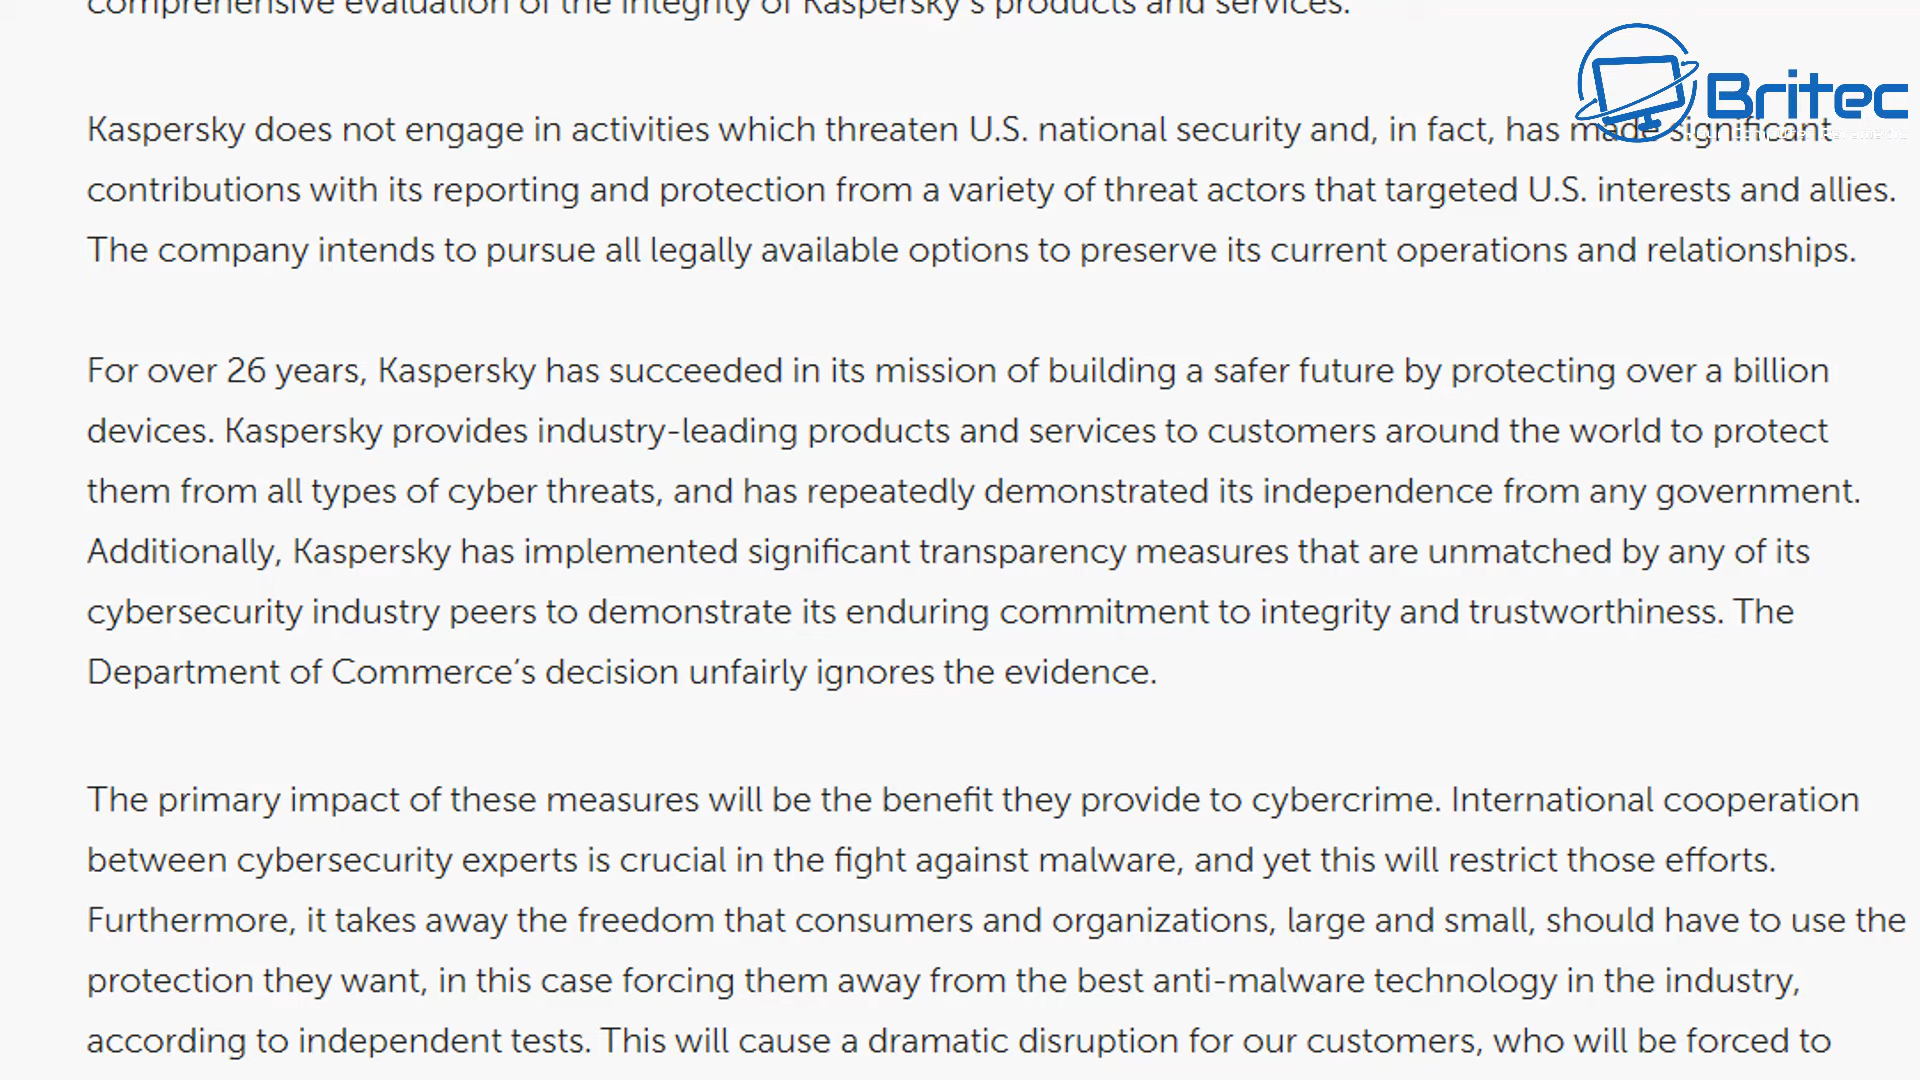 comprehensive evaluation of the integrity of Kaspersky's products and services.
Britec
Kaspersky does not engage in activities which threaten U.S. national security and, in fact, has made significant
contributions with its reporting and protection from a variety of threat actors that targeted U.S. interests and allies.
The company intends to pursue all legally available options to preserve its current operations and relationships.
For over 26 years, Kaspersky has succeeded in its mission of building a safer future by protecting over a billion
devices. Kaspersky provides industry-leading products and services to customers around the world to protect
them from all types of cyber threats, and has repeatedly demonstrated its independence from any government.
Additionally, Kaspersky has implemented significant transparency measures that are unmatched by any of its
cybersecurity industry peers to demonstrate its enduring commitment to integrity and trustworthiness. The
Department of Commerce’s decision unfairly ignores the evidence.
The primary impact of these measures will be the benefit they provide to cybercrime. International cooperation
between cybersecurity experts is crucial in the fight against malware, and yet this will restrict those efforts.
Furthermore, it takes away the freedom that consumers and organizations, large and small, should have to use the
protection they want, in this case forcing them away from the best anti-malware technology in the industry,
according to independent tests. This will cause a dramatic disruption for our customers, who will be forced to